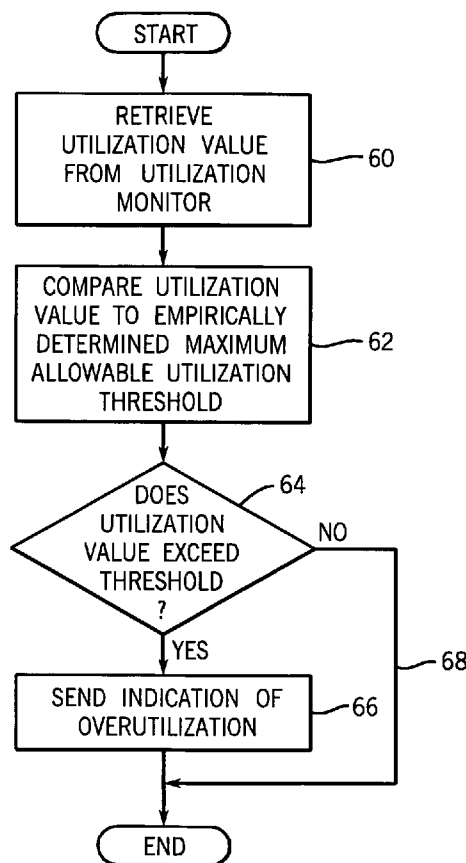 START
RETRIEVE
UTILIZATION VALUE
FROM UTILIZATION
MONITOR
60
COMPARE UTILIZATION
VALUE TO EMPIRICALLY
DETERMINED MAXIMUM
ALLOWABLE UTILIZATION
THRESHOLD
62
64
DOES
UTILIZATION
VALUE EXCEED
THRESHOLD
?
NO
YES
68
SEND INDICATION OF
OVERUTILIZATION
66
END